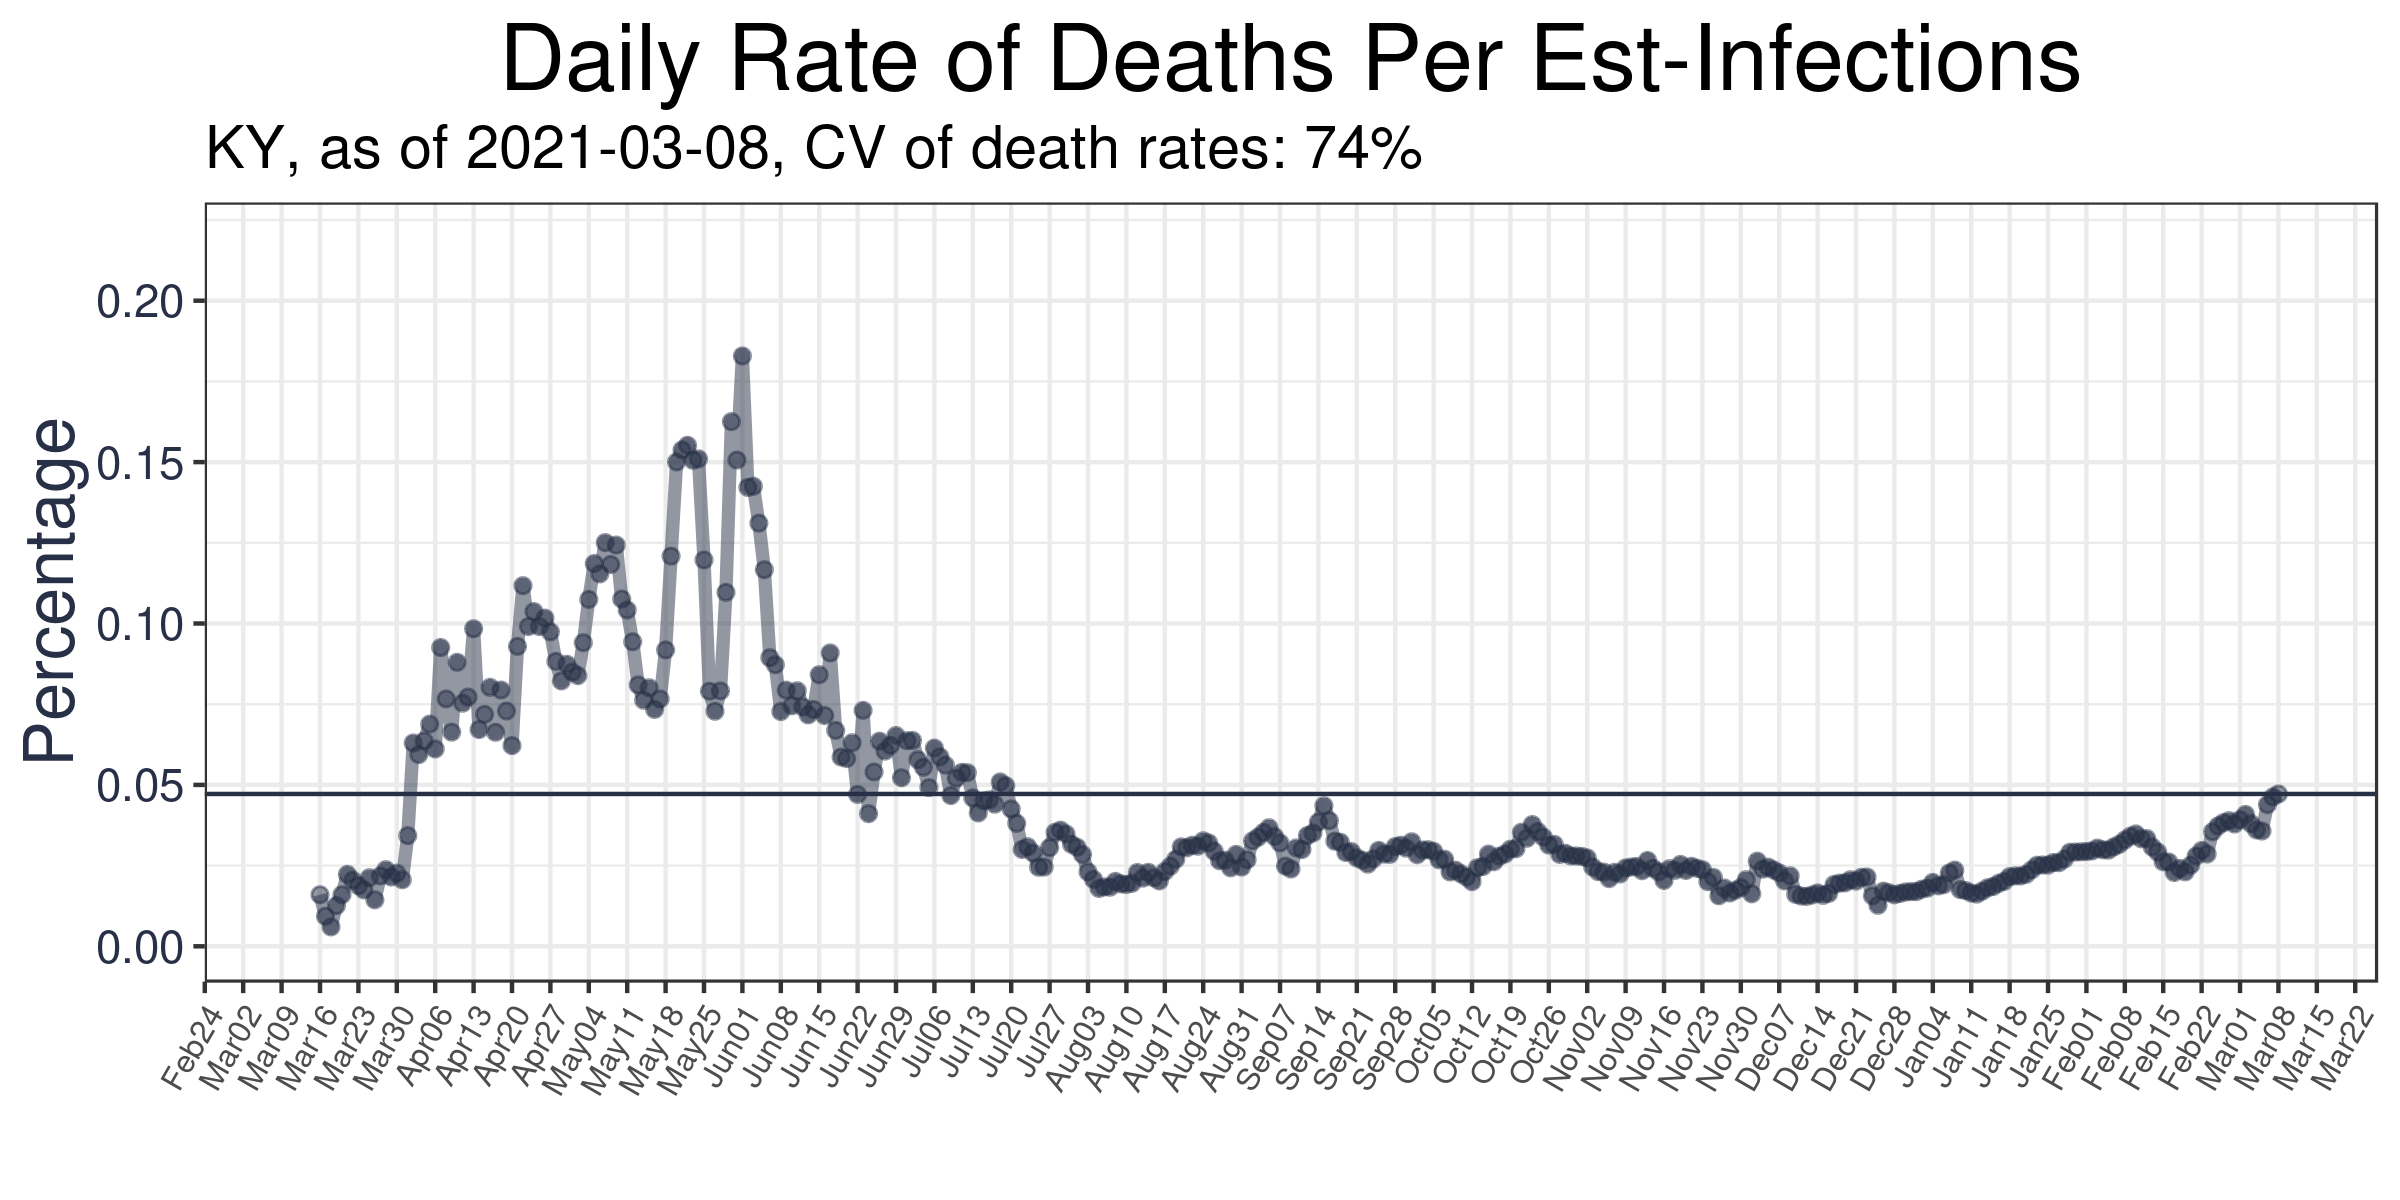 Daily Rate of Deaths Per Est-Infections
KY, as of 2021-03-08, CV of death rates: 74%
Percentage
0.20
0.15
0.10
0.05
0.00
Feb24
Mar02
Mar09
Mar16
Mar23
Mar30
Apr06
Apr13
Apr20
Apr27
May04
May11
May18
May25
Jun01
Jun08
Jun15
Jun22
Jun29
Jul06
Jul13
Jul20
Jul27
Aug03
Aug10
Aug17
Aug24
Aug31
Sep07
Sep14
Sep21
Sep28
Oct05
Oct12
Oct19
Oct26
Nov02
Nov09
Nov16
Nov23
Nov30
Dec07
Dec14
Dec21
Dec28
Jan04
Jan11
Jan18
Jan25
Feb01
Feb08
Feb15
Feb22
Mar01
Mar08
Mar15
Mar22